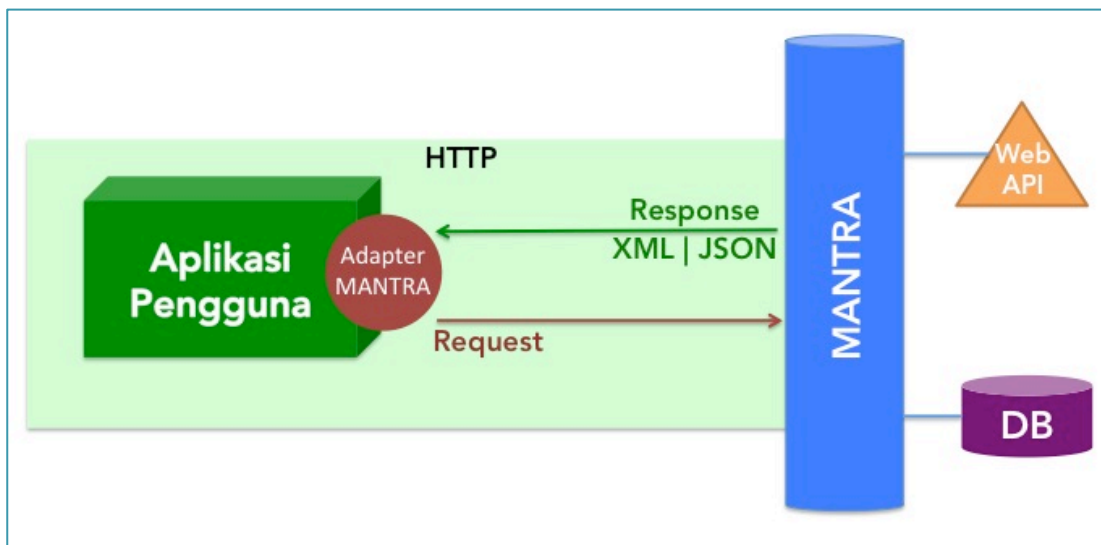 HTTP
Aplikasi
Pengguna
Adapter
MANTRA
Response
XML | JSON
Request
MANTRA
Web
API
DB